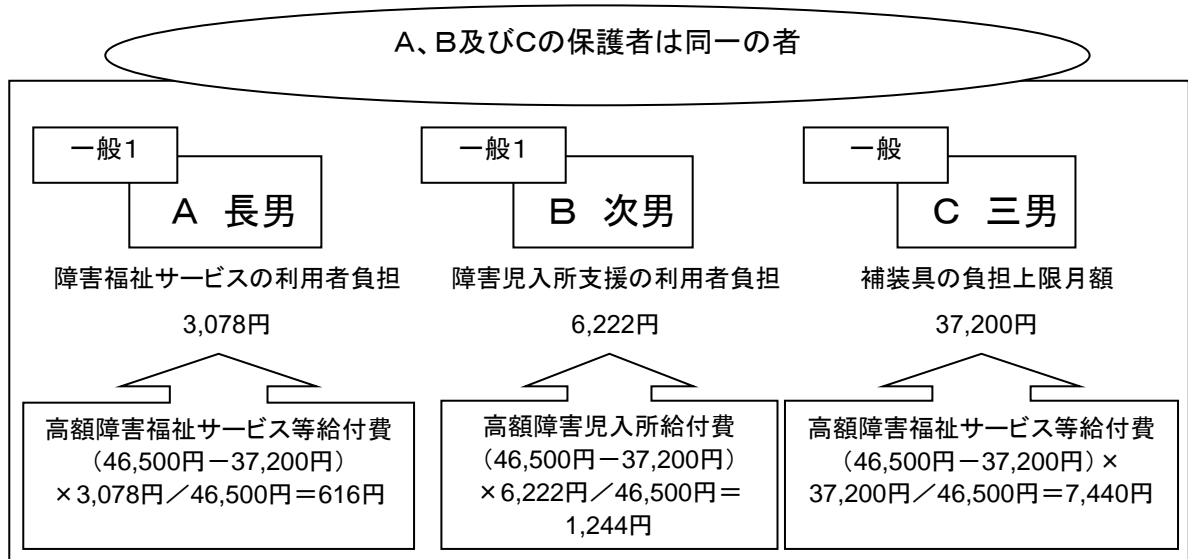 A、B及びCの保護者は同一の者
一般1
A 長男
障害福祉サービスの利用者負担
3,078円
高額障害福祉サービス等給付費
(46,500円-37,200円)
×3,078円/46,500円=616円
一般1
B 次男
障害児入所支援の利用者負担
6,222円
高額障害児入所給付費
(46,500円-37,200円)
×6,222円/46,500円=
1,244円
一般
C 三男
補装具の負担上限月額
37,200円
高額障害福祉サービス等給付費
(46,500円-37,200円)×
37,200円/46,500円=7,440円